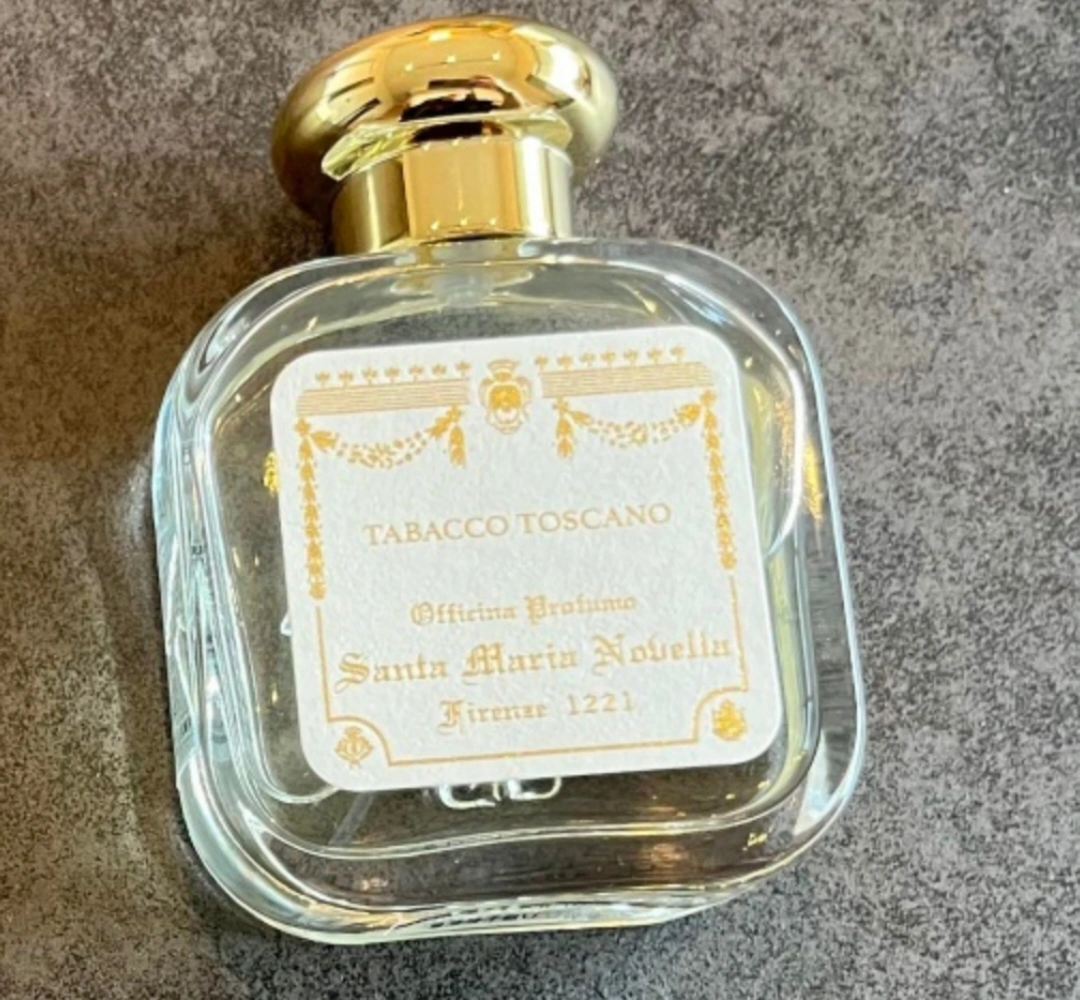 TABACCO TOSCANO
Officina Profumo
Santa Maria Novella
Firenze 1221